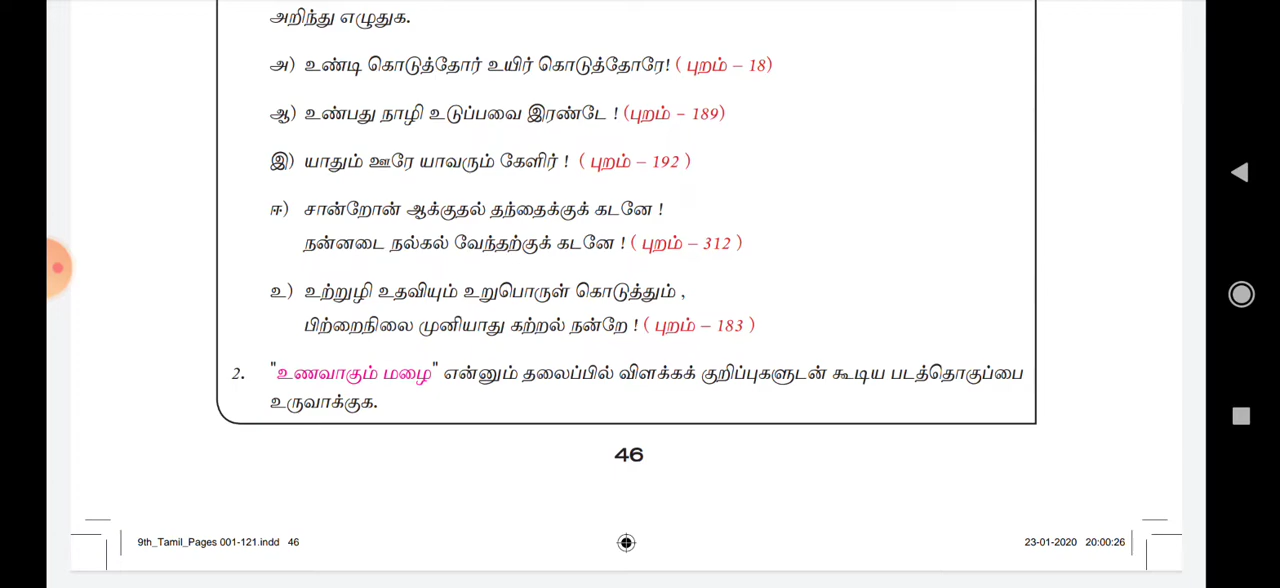 அறிந்து எழுதுக.
அ) உண்டி கொடுத்தோர் உயிர் கொடுத்தோரே! ( புறம் – 18)
ஆ) உண்பது நாழி உடுப்பவை இரண்டே ! (புறம் – 189)
இ) யாதும் ஊரே யாவரும் கேளிர் ! ( புறம் – 192 )
ஈ) சான்றோன் ஆக்குதல் தந்தைக்குக் கடனே !
நன்னடை நல்கல் வேந்தற்குக் கடனே ! ( புறம் – 312 )
உ) உற்றுழி உதவியும் உறுபொருள் கொடுத்தும் ,
பிற்றைநிலை முனியாது கற்றல் நன்றே ! ( புறம் – 183 )
2. "உணவாகும் மழை" என்னும் தலைப்பில் விளக்கக் குறிப்புகளுடன் கூடிய படத்தொகுப்பை
உருவாக்குக.
46
9th_Tamil_Pages 001-121.indd 46 23-01-2020 20:00:26